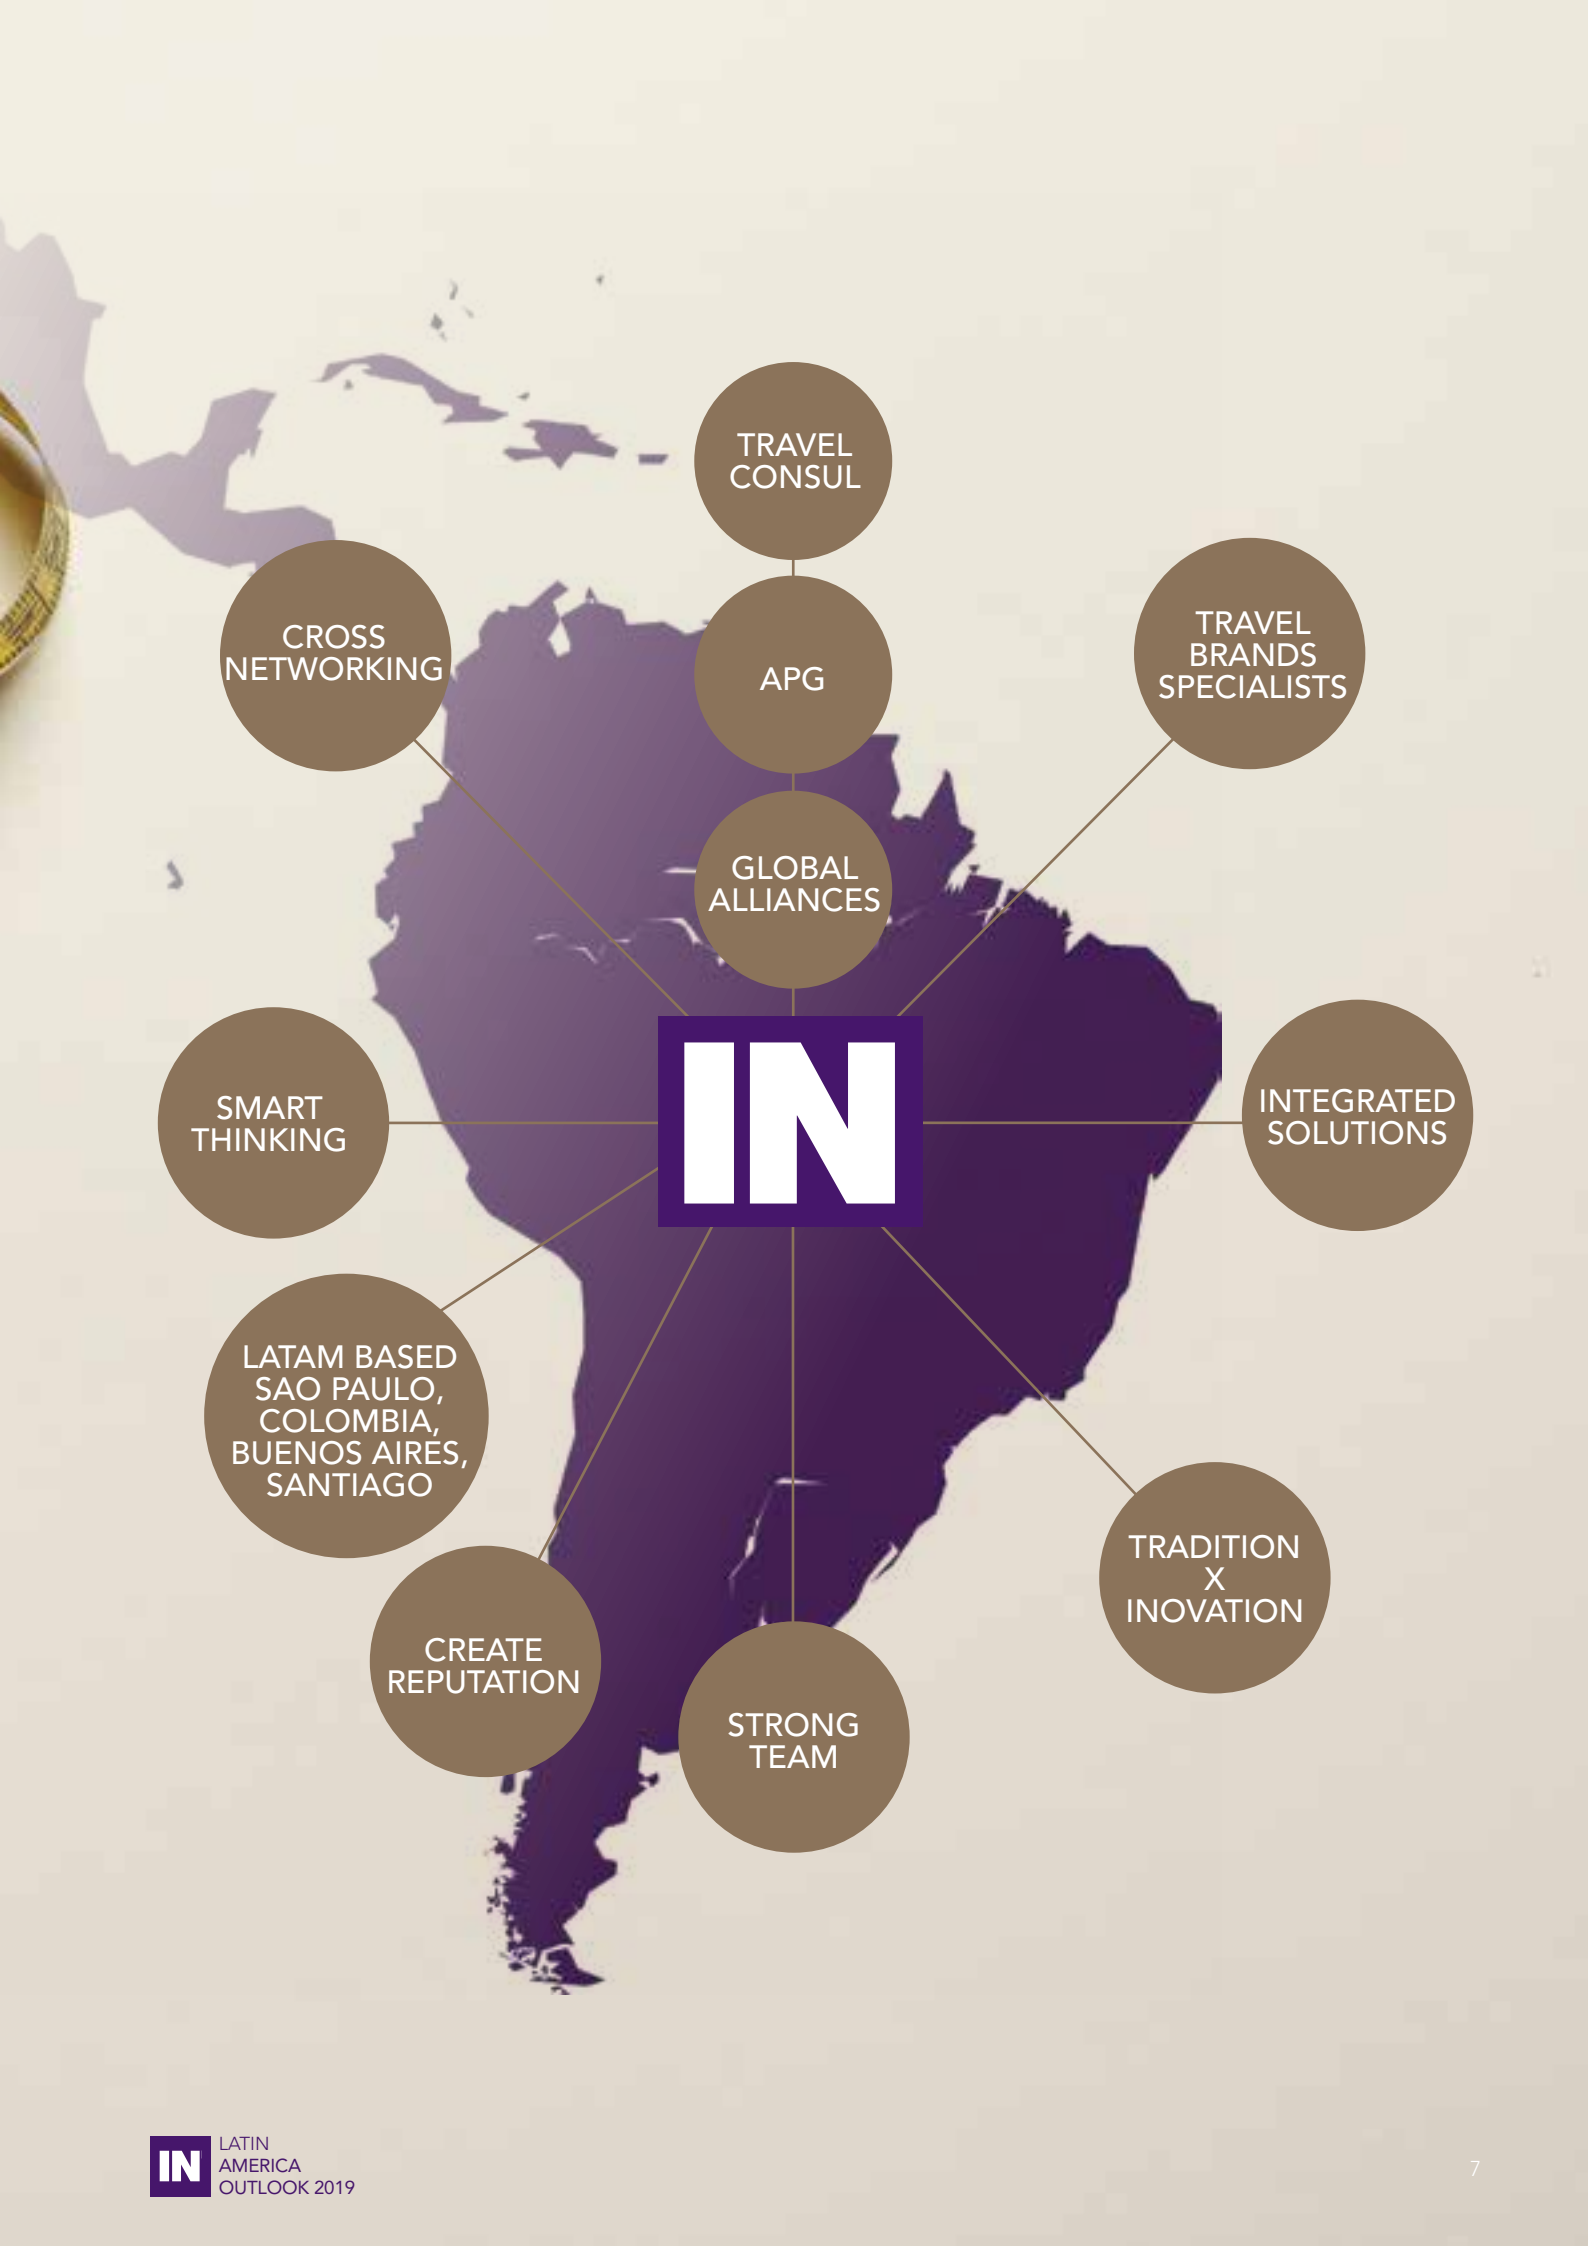 TRAVEL
CONSUL
CROSS
NETWORKING
APG
TRAVEL
BRANDS
SPECIALISTS
GLOBAL
ALLIANCES
IN
SMART
THINKING
INTEGRATED
SOLUTIONS
LATAM BASED
SAO PAULO,
COLOMBIA,
BUENOS AIRES,
SANTIAGO
TRADITION
X
INOVATION
CREATE
REPUTATION
STRONG
TEAM
IN
LATIN
AMERICA
OUTLOOK 2019
7